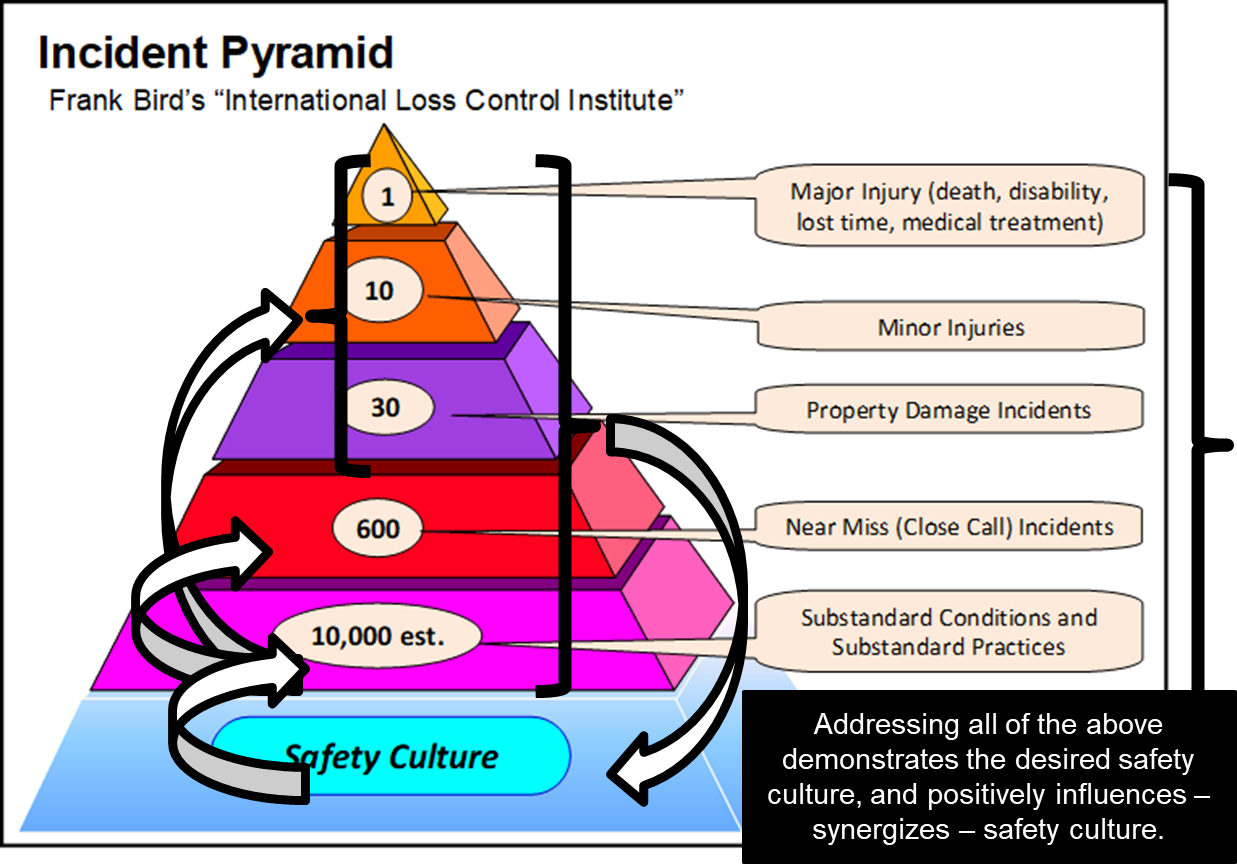 Incident Pyramid
Frank Bird's “International Loss Control Institute”
1
Major Injury (death, disability,
lost time, medical treatment)
10
Minor Injuries
30
Property Damage Incidents
600
Near Miss (Close Call) Incidents
10,000 est.
Substandard Conditions and
Substandard Practices
Safety Culture
Addressing all of the above
demonstrates the desired safety
culture, and positively influences –
synergizes – safety culture.